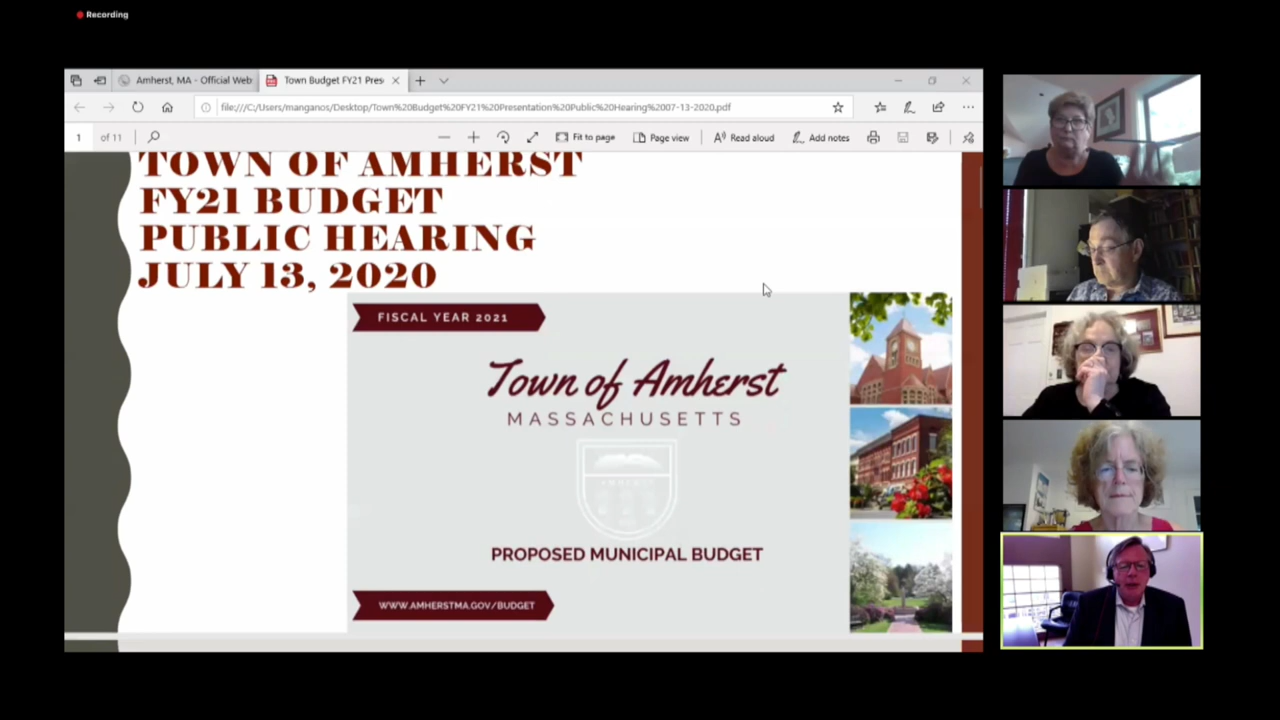 Recording
Amherst, MA - Official Web
Town Budget FY21 Pres
file:///C:/Users/manganos/Desktop/Town%20Budget%20FY21%20Presentation%20Public%20Hearing%2007-13-2020.pdf
1 of 11
Fit to page
Page view
Read aloud
Add notes
TOWN OF AMHERST
FY21 BUDGET
PUBLIC HEARING
JULY 13, 2020
FISCAL YEAR 2021
Town of Amherst
MASSACHUSETTS
PROPOSED MUNICIPAL BUDGET
WWW.AMHERSTMA.GOV/BUDGET